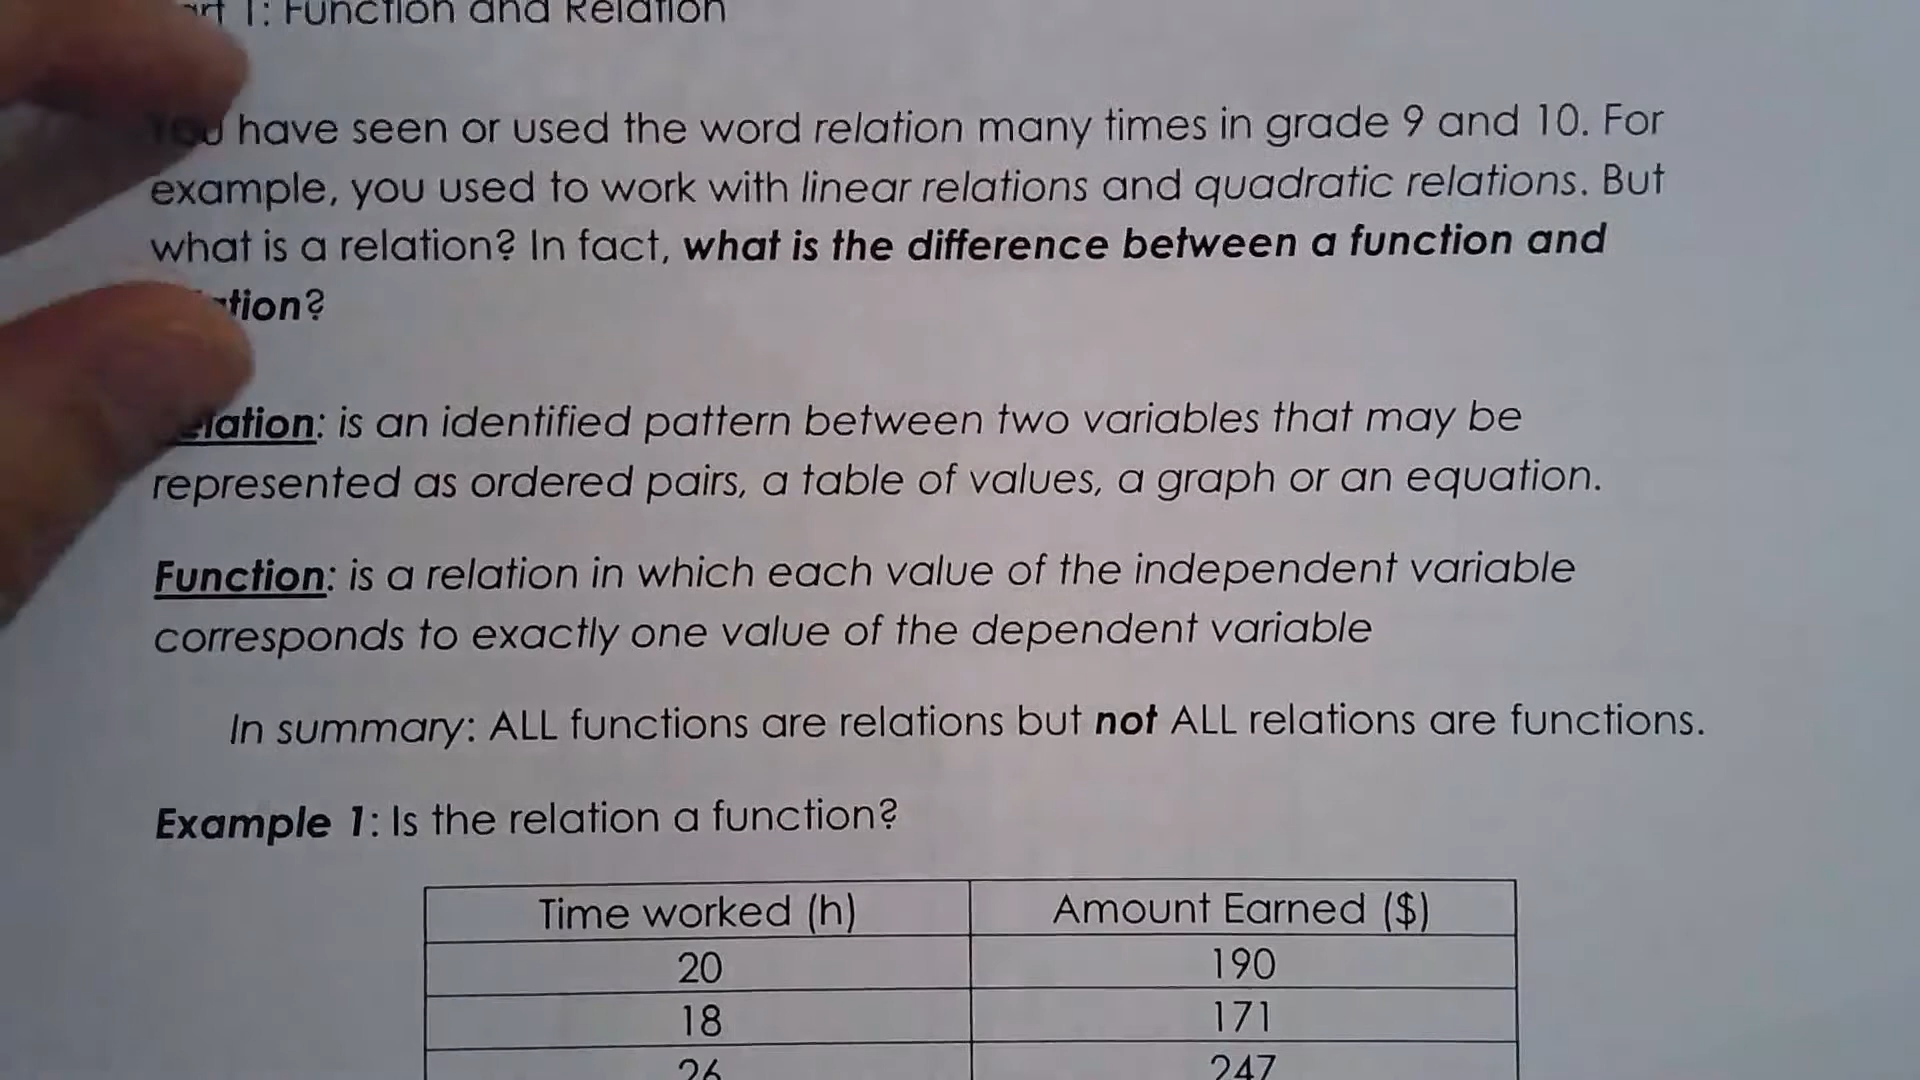 1: Function and Relation
have seen or used the word relation many times in grade 9 and 10. For
example, you used to work with linear relations and quadratic relations. But
what is a relation? In fact, what is the difference between a function and
is an identified pattern between two variables that may be
represented as ordered pairs, a table of values, a graph or an equation.
Function: is a relation in which each value of the independent variable
corresponds to exactly one value of the dependent variable
In summary: ALL functions are relations but not ALL relations are functions.
Example 1: Is the relation a function?
Time worked (h) Amount Earned ($)
20 190
18 171
26 247